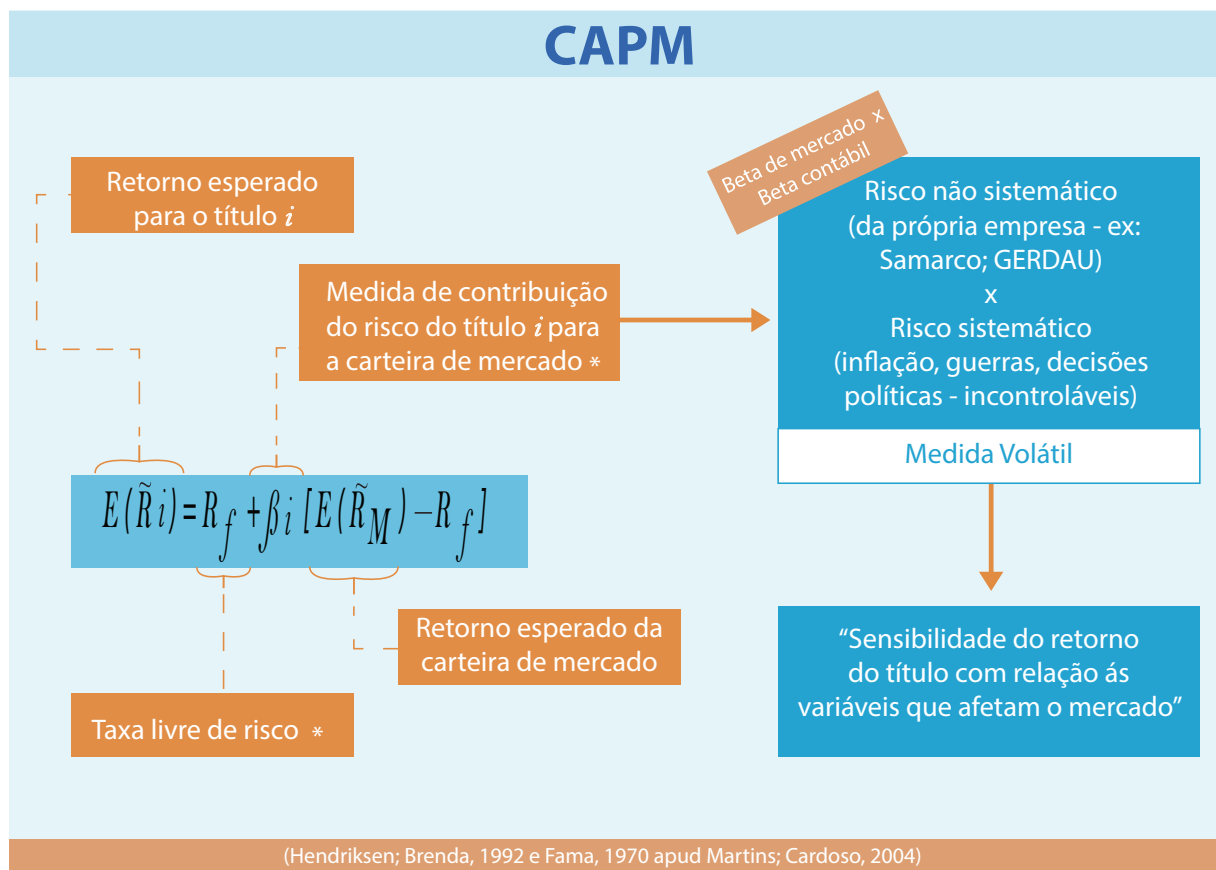 CAPM
Retorno esperado
para o título i
Medida de contribuição
do risco do título i para
a carteira de mercado *
Beta de mercado x
Beta contábil
Risco não sistemático
(da própria empresa - ex:
Samarco; GERDAU)
x
Risco sistemático
(inflação, guerras, decisões
políticas - incontroláveis)
Medida Volátil
E(R̃i)=R_f+βi[E(R̃_M)−R_f]
Retorno esperado da
carteira de mercado
Taxa livre de risco *
“Sensibilidade do retorno
do título com relação ás
variáveis que afetam o mercado”
(Hendriksen; Brenda, 1992 e Fama, 1970 apud Martins; Cardoso, 2004)